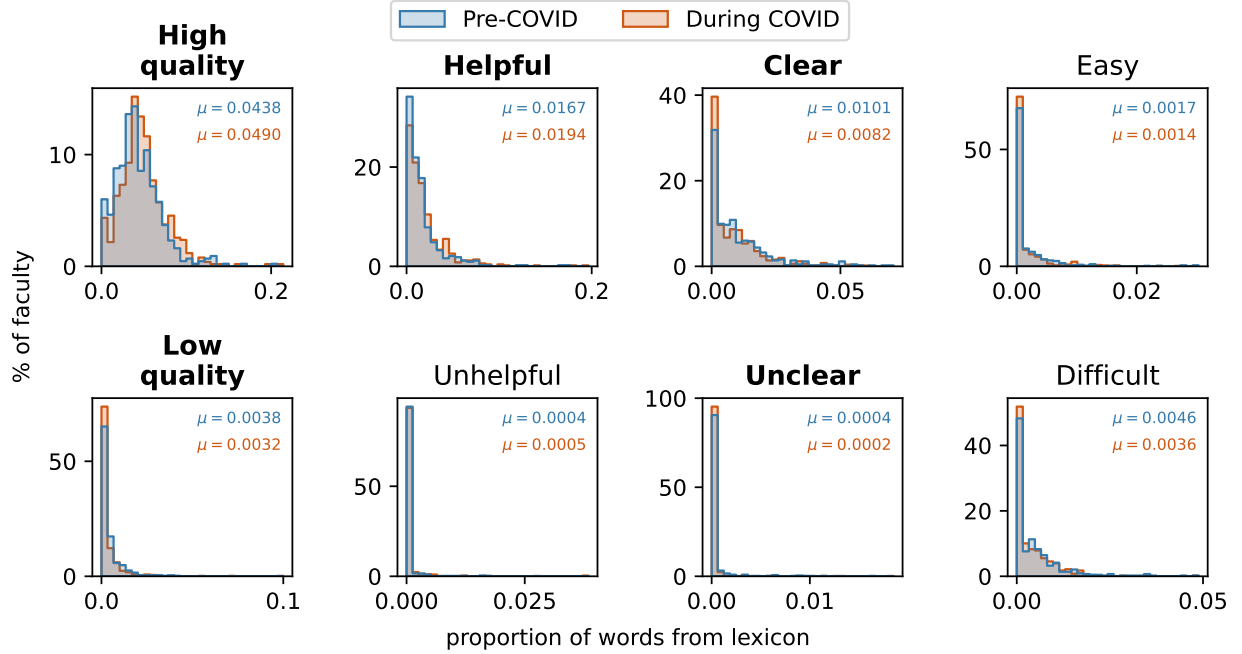 Pre-COVID During COVID
High
quality
Helpful
Clear
Easy
μ = 0.0438
μ = 0.0490
10
0
0.0 0.2
μ = 0.0167
μ = 0.0194
20
0
0.0 0.2
μ = 0.0101
μ = 0.0082
40
20
0
0.00 0.05
μ = 0.0017
μ = 0.0014
50
0
0.00 0.02
% of faculty
Low
quality
Unhelpful
Unclear
Difficult
μ = 0.0038
μ = 0.0032
50
0
0.0 0.1
μ = 0.0004
μ = 0.0005
50
0
0.000 0.025
μ = 0.0004
μ = 0.0002
100
50
0
0.00 0.01
μ = 0.0046
μ = 0.0036
40
20
0
0.00 0.05
proportion of words from lexicon